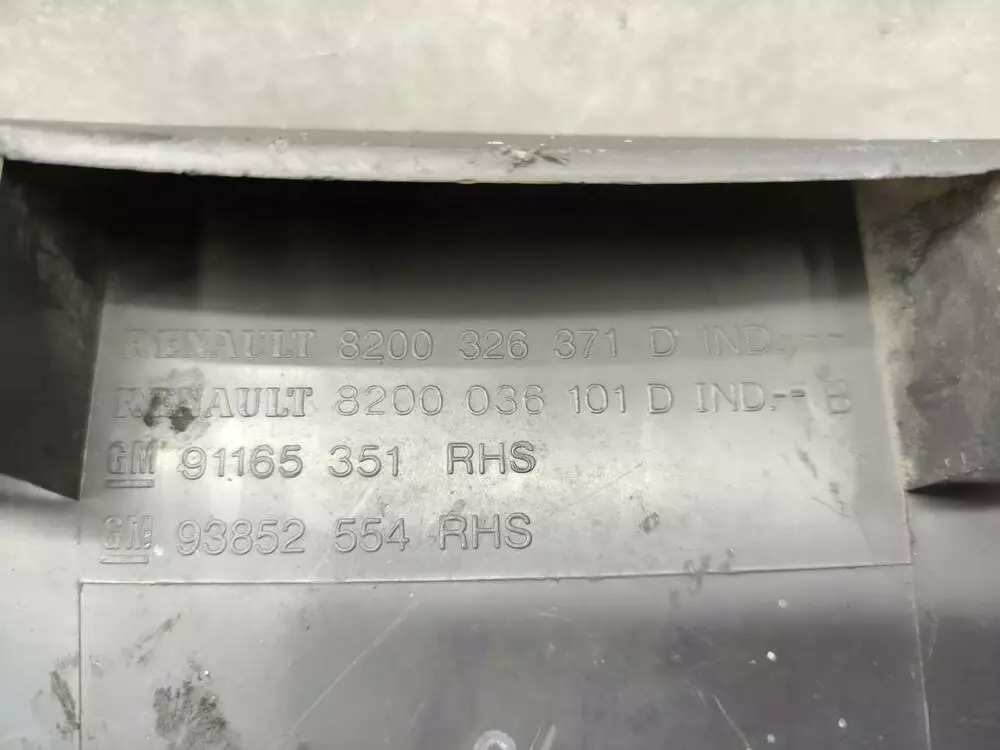 RENAULT 8200 326 371 D IND.---
RENAULT 8200 036 101 D IND.-- B
GM 91165 351 RHS
GM 93852 554 RHS